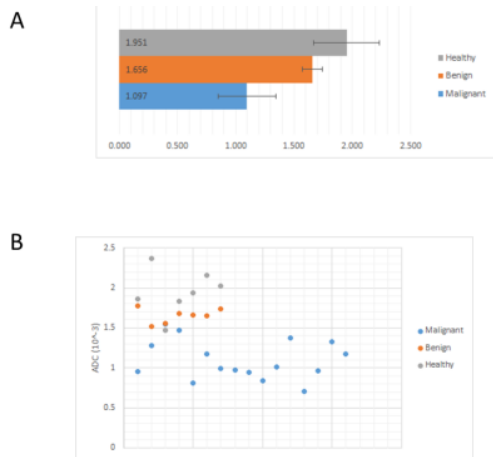 A
1.951
1.656
1.097
Healthy
Benign
Malignant
0.000 0.500 1.000 1.500 2.000 2.500
B
ADC (10^-3)
2.5
2
1.5
1
0.5
0
Malignant
Benign
Healthy